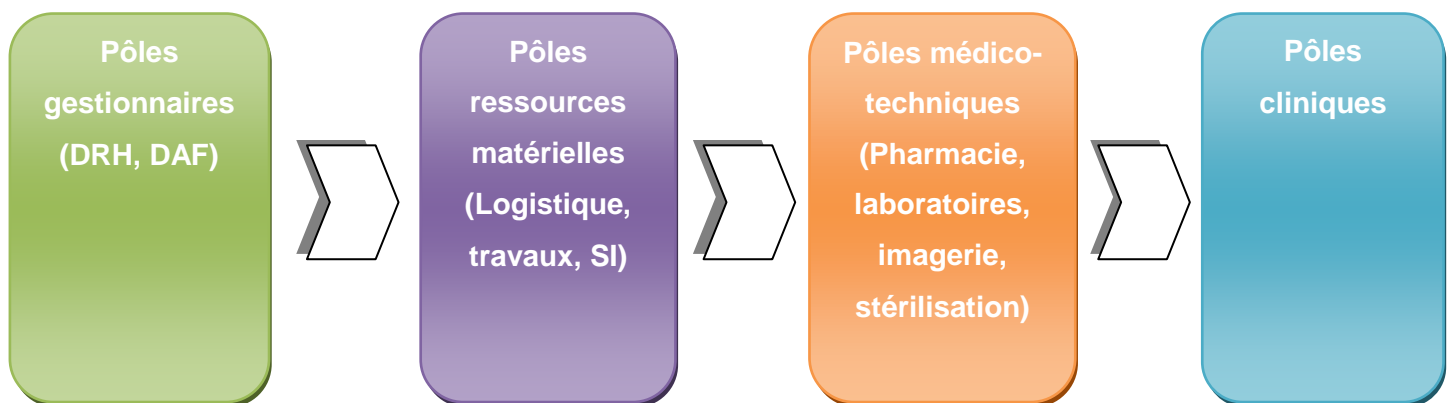 Pôles
gestionnaires
(DRH, DAF)
Pôles
ressources
matérielles
(Logistique,
travaux, SI)
Pôles médico-
techniques
(Pharmacie,
laboratoires,
imagerie,
stérilisation)
Pôles
cliniques